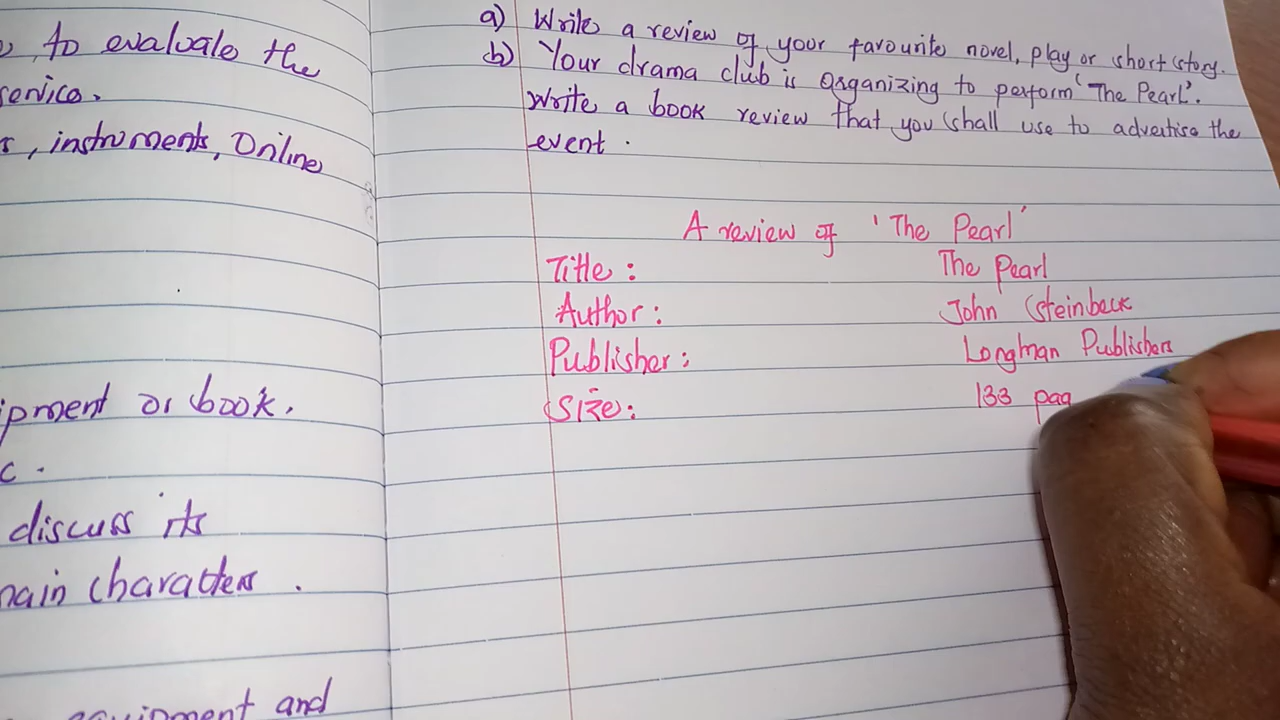 to evaluate the
service.
, instruments, Online
or book.
discuss its
main characters.
equipment and
a) Write a review of your favourite novel, play or short story.
b) Your drama club is organizing to perform 'The Pearl'.
Write a book review that you shall use to advertise the
event.
A review of 'The Pearl'
Title: The Pearl
Author: John Steinbeck
Publisher: Longman Publishers
Size: 133 pag